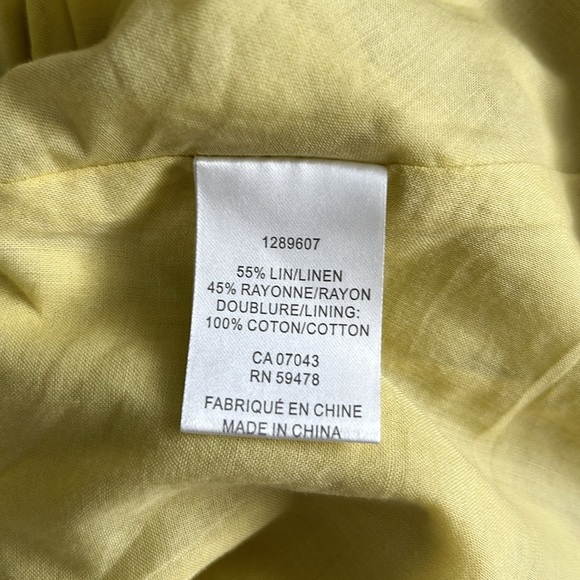 1289607
55% LIN/LINEN
45% RAYONNE/RAYON
DOUBLURE/LINING:
100% COTON/COTTON
CA 07043
RN 59478
FABRIQUÉ EN CHINE
MADE IN CHINA